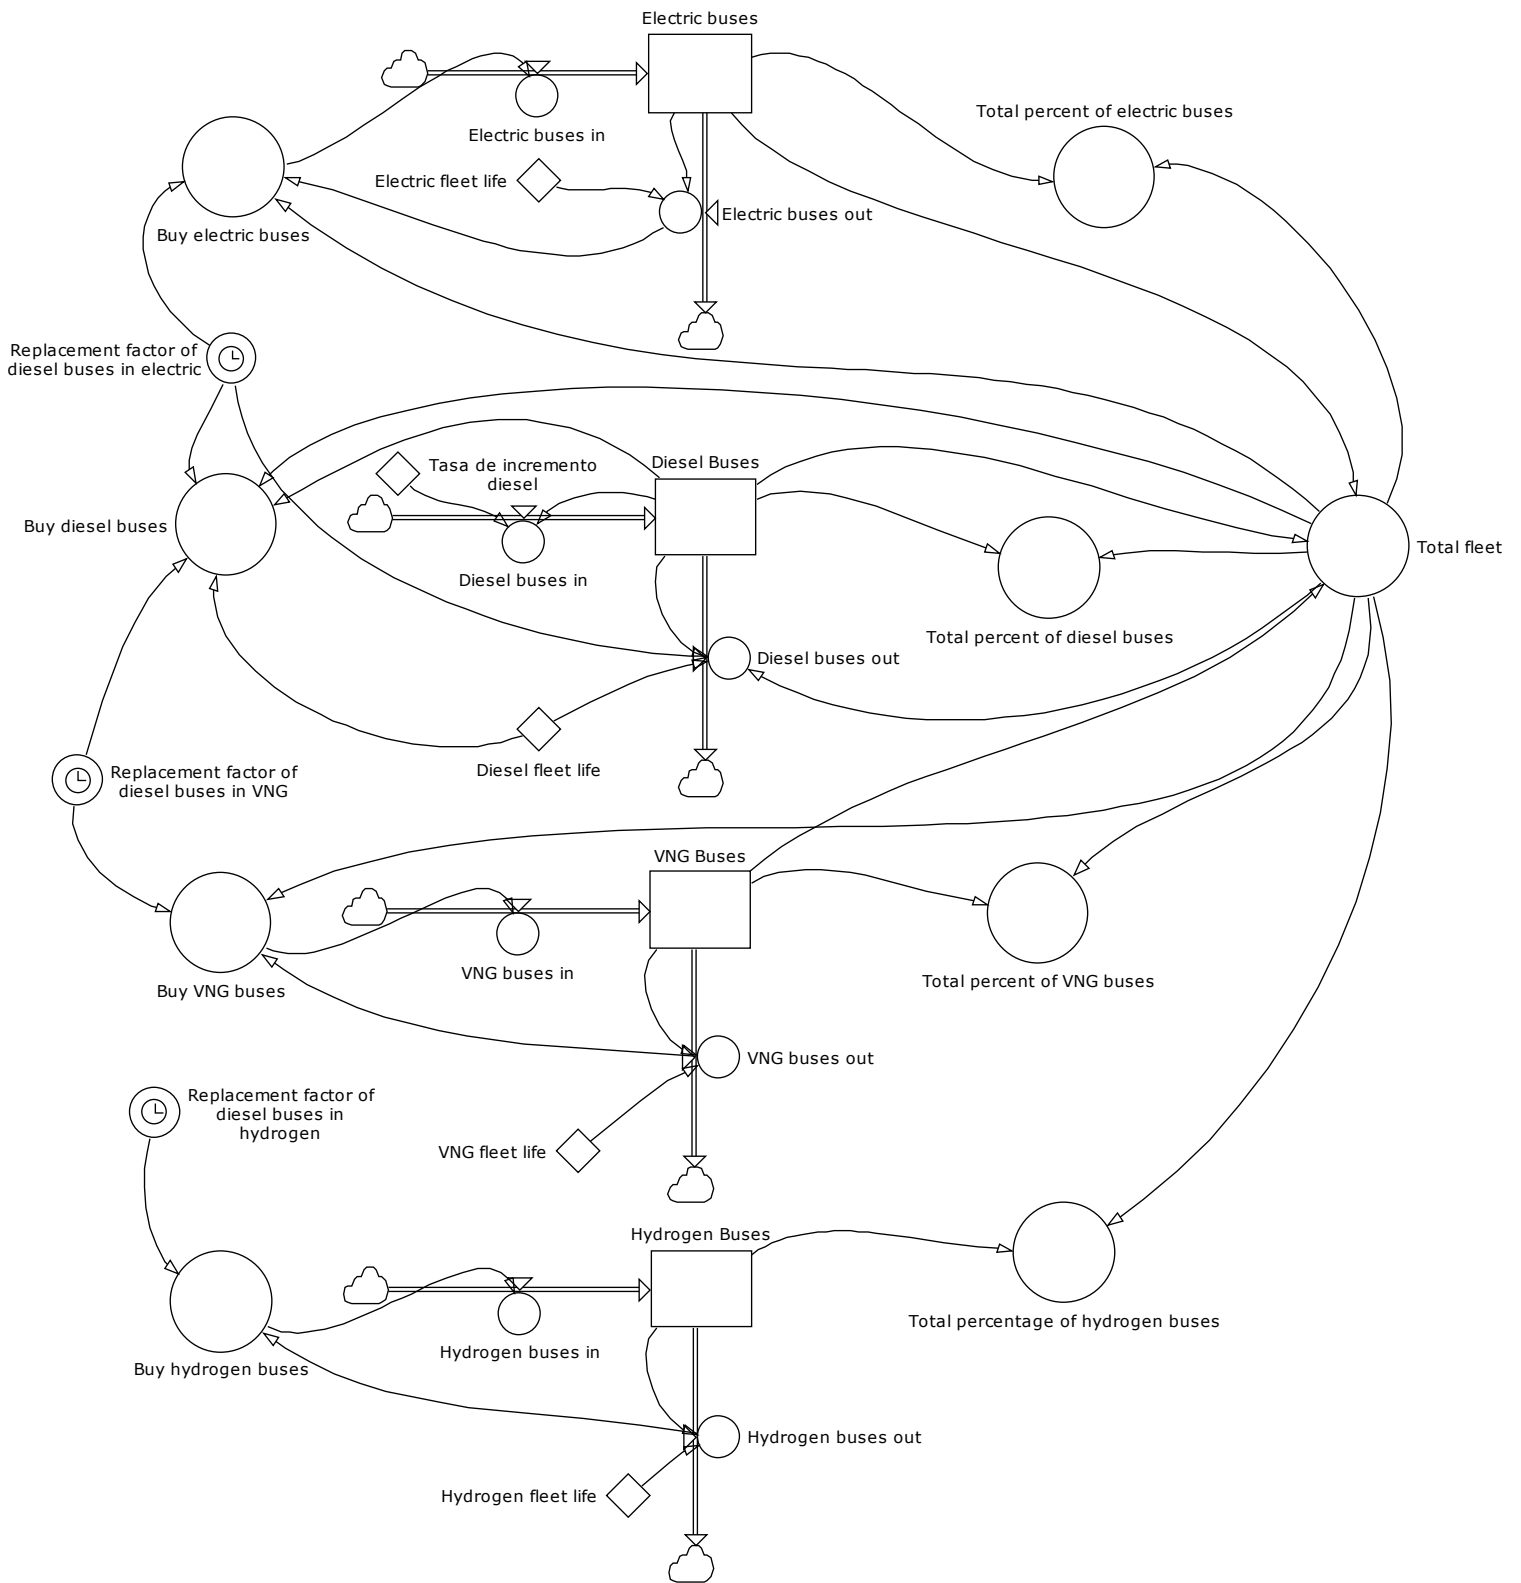 Electric buses
Total percent of electric buses
Electric buses in
Electric fleet life
Electric buses out
Buy electric buses
Replacement factor of
diesel buses in electric
Tasa de incremento
diesel
Diesel Buses
Buy diesel buses
Total fleet
Diesel buses in
Total percent of diesel buses
Diesel buses out
Diesel fleet life
Replacement factor of
diesel buses in VNG
VNG Buses
VNG buses in
Total percent of VNG buses
Buy VNG buses
VNG buses out
Replacement factor of
diesel buses in
hydrogen
VNG fleet life
Hydrogen Buses
Total percentage of hydrogen buses
Hydrogen buses in
Buy hydrogen buses
Hydrogen buses out
Hydrogen fleet life